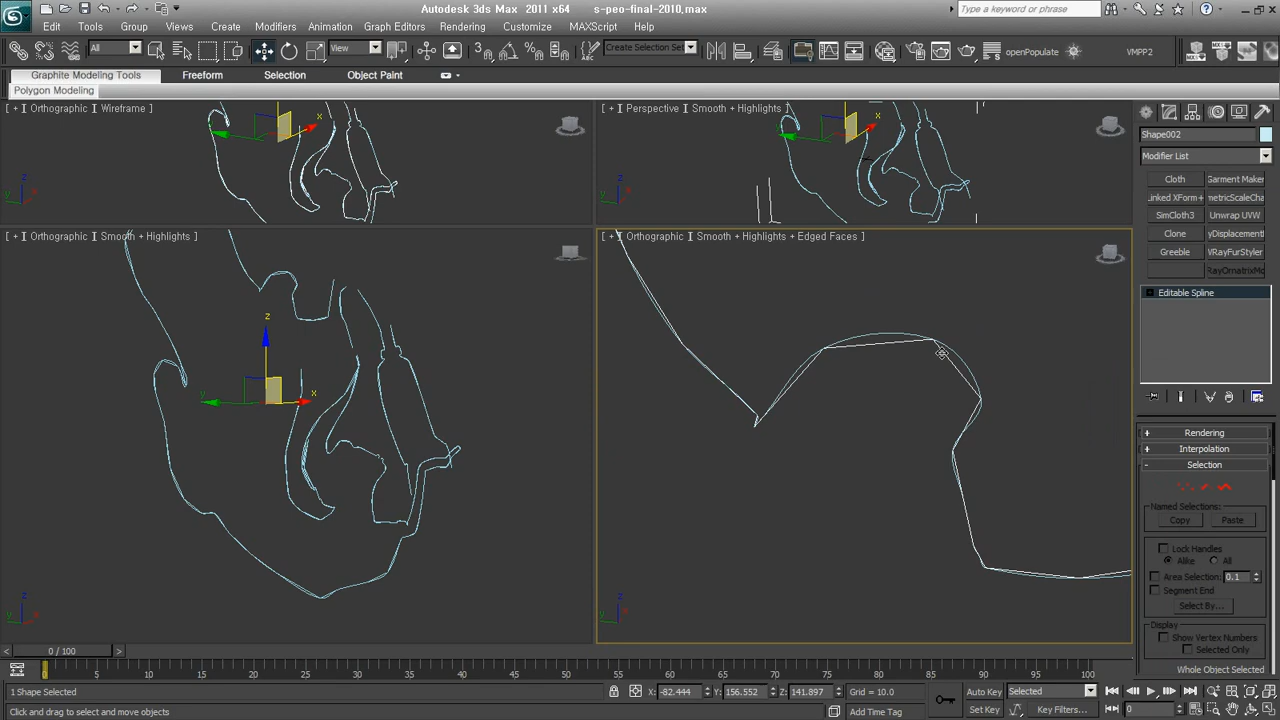 Views
Autodesk 3ds Max 2011 x64
s-peo-final-2010.max
Type a keyword or phrase
Edit Tools Group Views Create Modifiers Animation Graph Editors Rendering Customize MAXScript Help
All View Create Selection Set openPopulate VMPP2
Graphite Modeling Tools Freeform Selection Object Paint
Polygon Modeling
[ + ] Orthographic [ Wireframe ]
[ + ] Perspective [ Smooth + Highlights ]
[ + ] Orthographic [ Smooth + Highlights ]
[ + ] Orthographic [ Smooth + Highlights + Edged Faces ]
Shape002
Modifier List
Cloth Garment Maker
Linked XForm
SimCloth3 Unwrap UVW
Clone
Greeble
Editable Spline
+ Rendering
+ Interpolation
- Selection
Named Selections:
Copy Paste
Lock Handles
Alike All
Area Selection: 0.1
Segment End
Select By...
Display
Show Vertex Numbers
Selected Only
Whole Object Selected
< 0 / 100 >
0 5 10 15 20 25 30 35 40 45 50 55 60 65 70 75 80 85 90 95 100
1 Shape Selected X: -82.444 Y: 156.552 Z: 141.897 Grid = 10.0 Auto Key Selected
Click and drag to select and move objects Add Time Tag Set Key Key Filters... 0